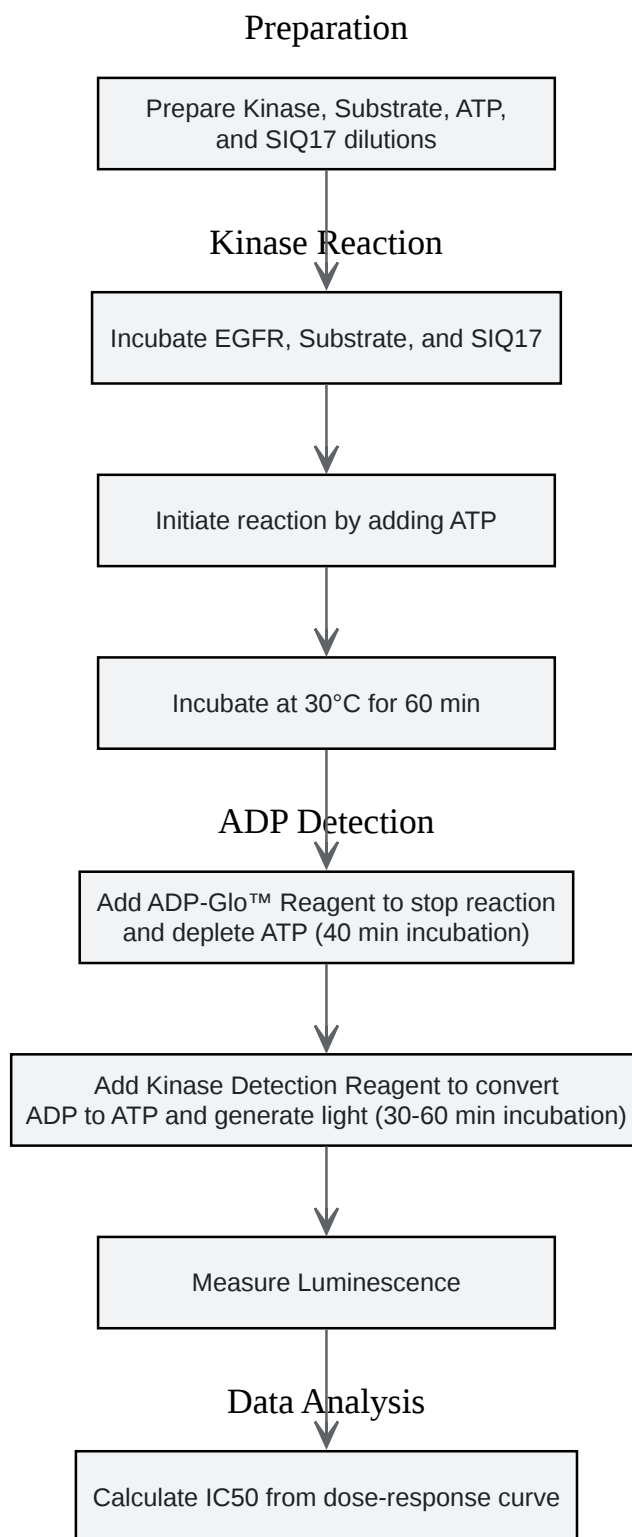 Preparation
Prepare Kinase, Substrate, ATP,
and SIQ17 dilutions
Kinase Reaction
Incubate EGFR, Substrate, and SIQ17
Initiate reaction by adding ATP
Incubate at 30°C for 60 min
ADP Detection
Add ADP-Glo™ Reagent to stop reaction
and deplete ATP (40 min incubation)
Add Kinase Detection Reagent to convert
ADP to ATP and generate light (30-60 min incubation)
Measure Luminescence
Data Analysis
Calculate IC50 from dose-response curve